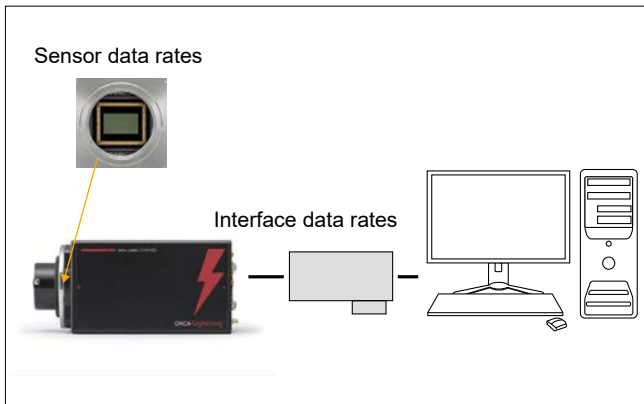 Sensor data rates
Interface data rates
ORCA-Lightning